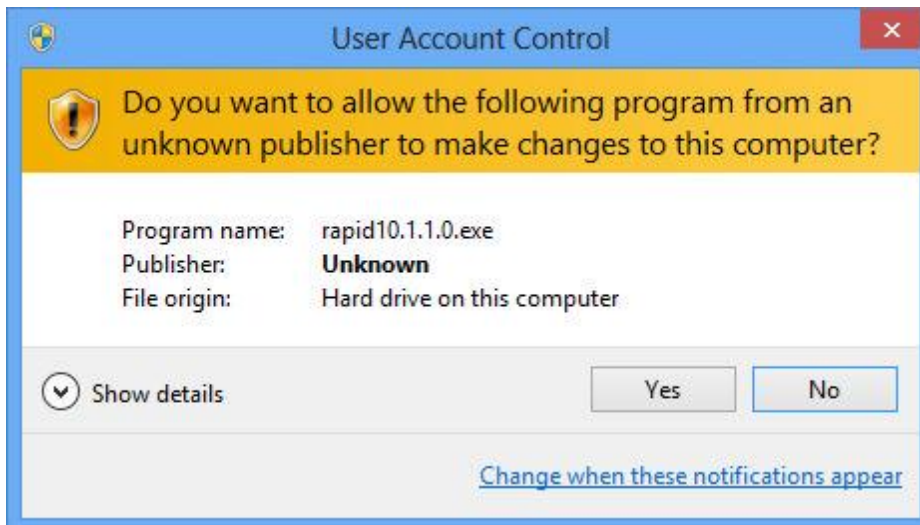 User Account Control
Do you want to allow the following program from an
unknown publisher to make changes to this computer?
Program name: rapid10.1.1.0.exe
Publisher: Unknown
File origin: Hard drive on this computer
Show details Yes No
Change when these notifications appear